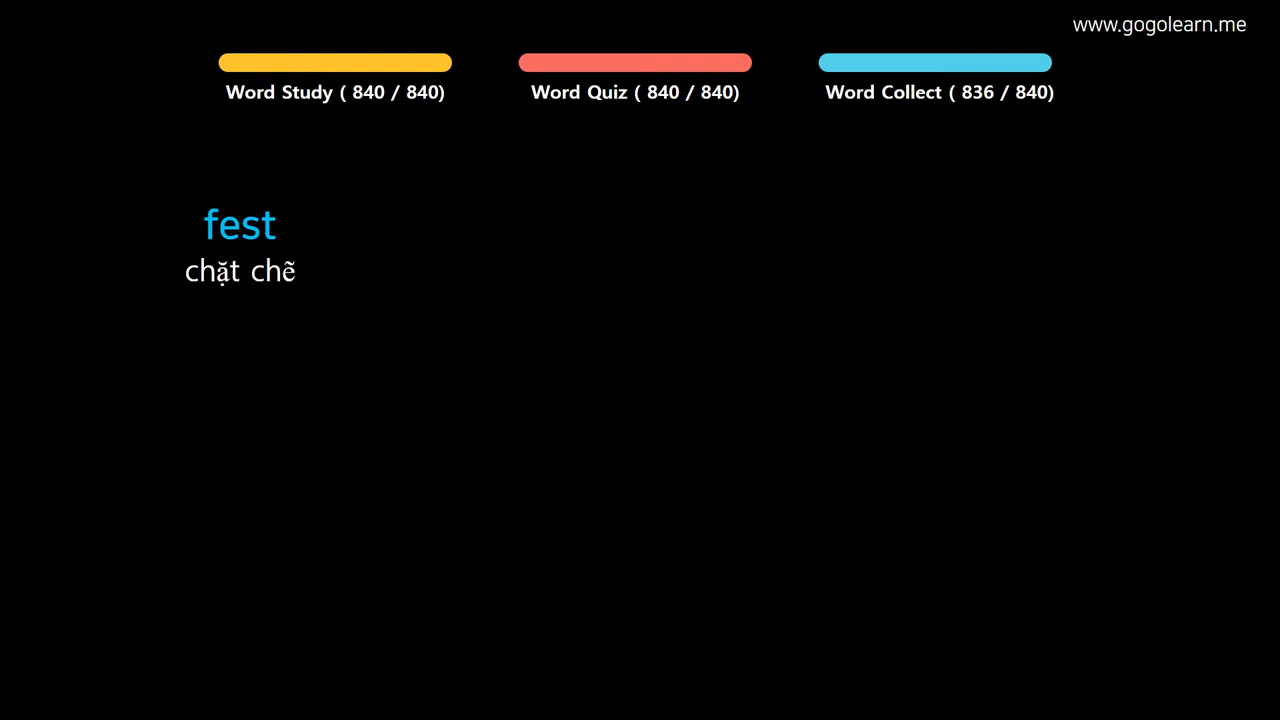 www.gogolearn.me
Word Study ( 840 / 840)
Word Quiz ( 840 / 840)
Word Collect ( 836 / 840)
fest
chặt chẽ